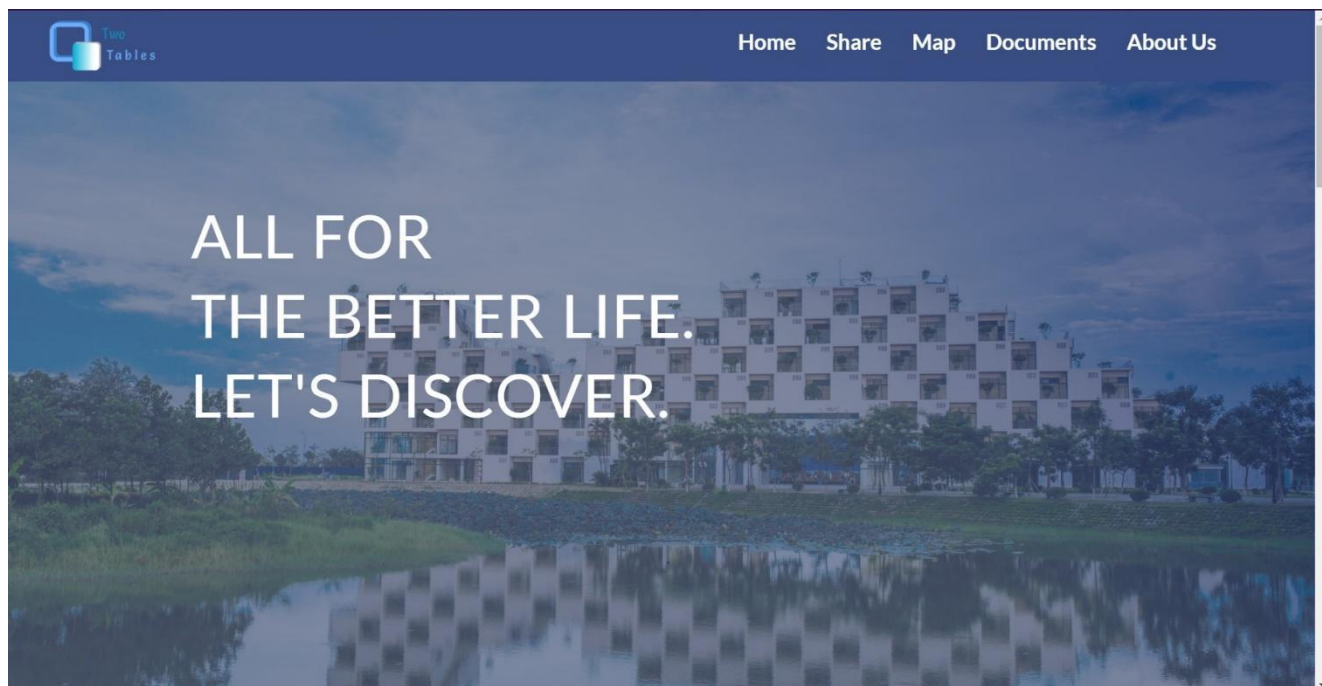 Two
Tables
Home Share Map Documents About Us
ALL FOR
THE BETTER LIFE.
LET'S DISCOVER.